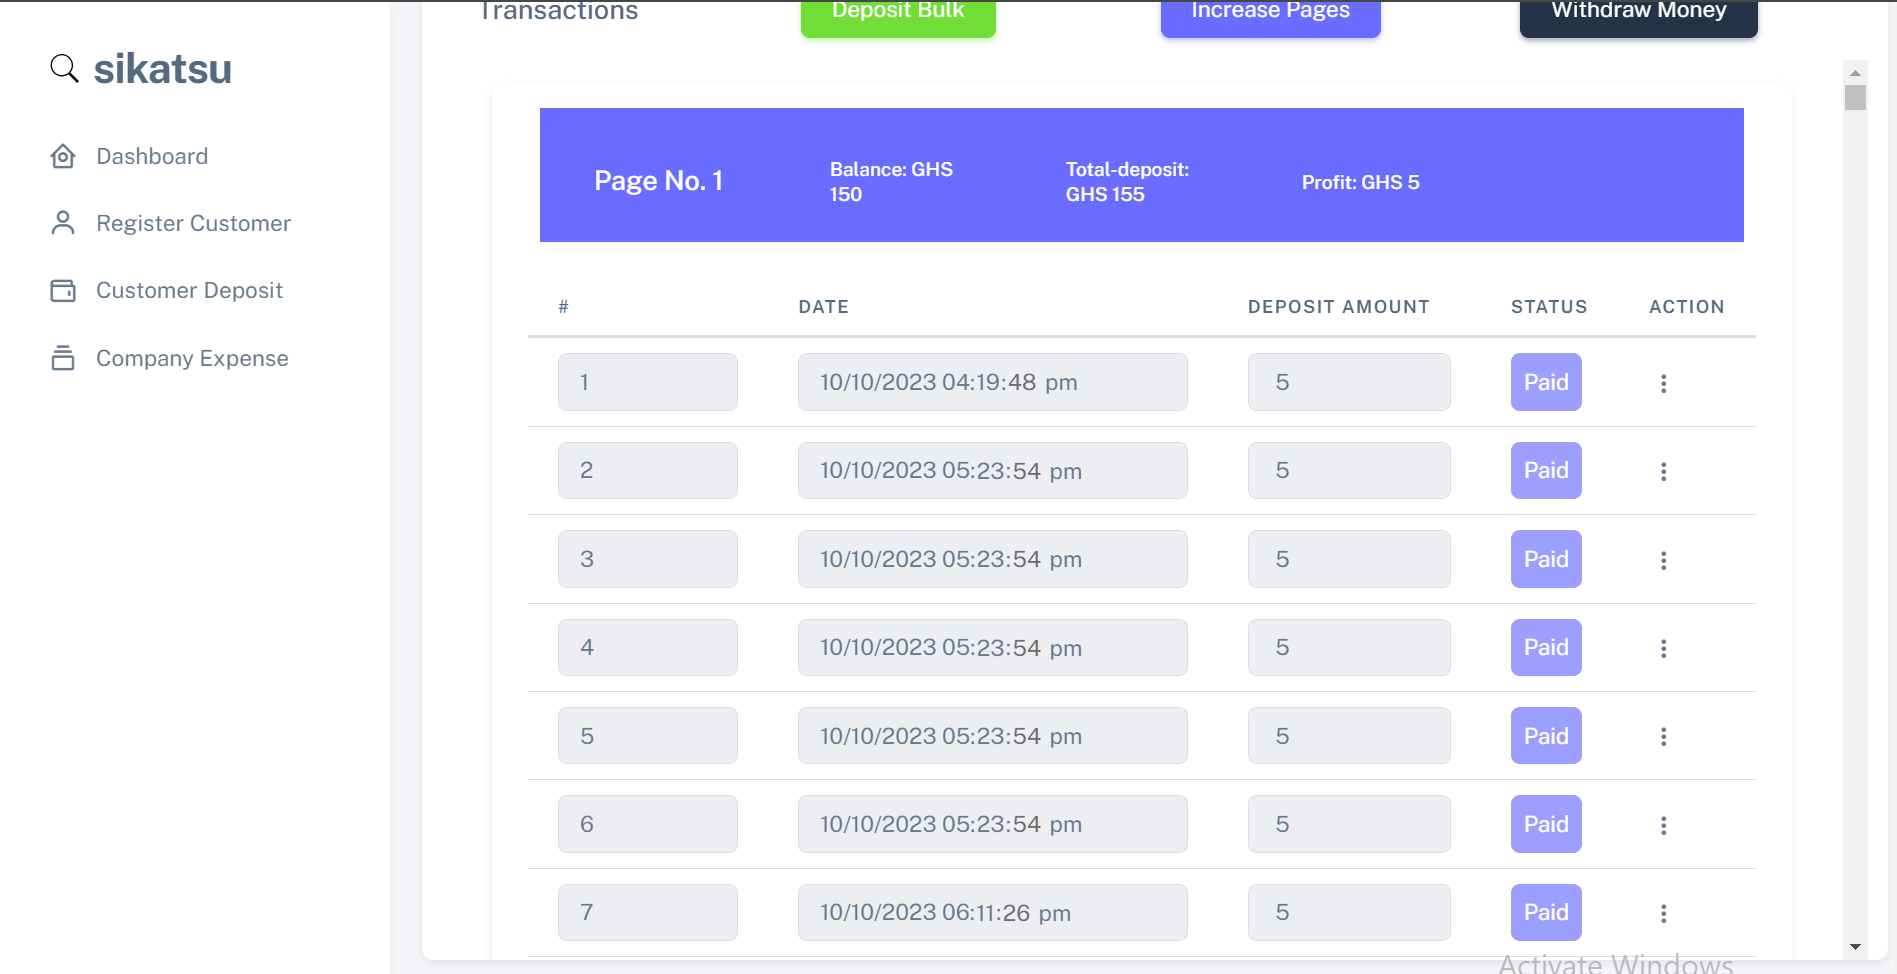 Transactions
Deposit Bulk
Increase Pages
Withdraw Money
sikatsu
Dashboard
Register Customer
Customer Deposit
Company Expense
Page No. 1
Balance: GHS
150
Total-deposit:
GHS 155
Profit: GHS 5
# DATE DEPOSIT AMOUNT STATUS ACTION
1 10/10/2023 04:19:48 pm 5 Paid
2 10/10/2023 05:23:54 pm 5 Paid
3 10/10/2023 05:23:54 pm 5 Paid
4 10/10/2023 05:23:54 pm 5 Paid
5 10/10/2023 05:23:54 pm 5 Paid
6 10/10/2023 05:23:54 pm 5 Paid
7 10/10/2023 06:11:26 pm 5 Paid
Activate Windows